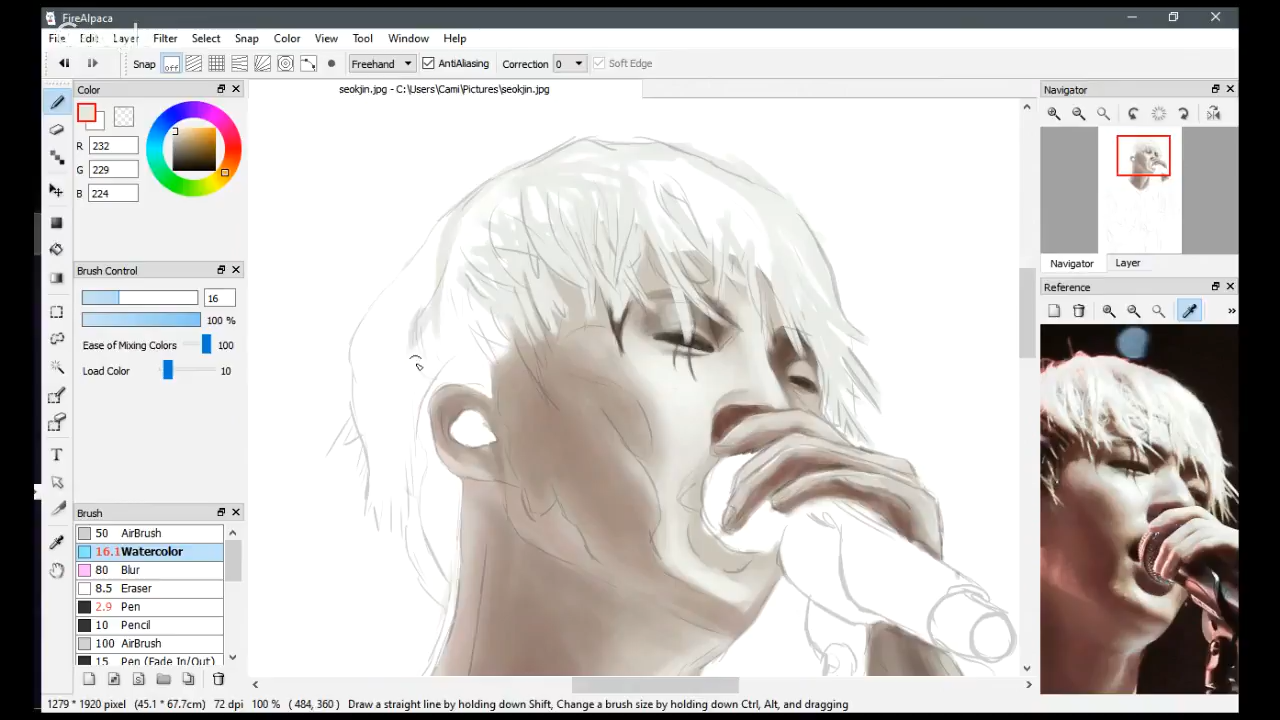 FireAlpaca
File Edit Layer Filter Select Snap Color View Tool Window Help
Snap off Freehand AntiAliasing Correction 0 Soft Edge
Color
seokjin.jpg - C:\Users\Cami\Pictures\seokjin.jpg
Navigator
R 232
G 229
B 224
Brush Control
16
100 %
Ease of Mixing Colors 100
Load Color 10
Navigator Layer
Reference
»
T
Brush
50 AirBrush
16.1 Watercolor
80 Blur
8.5 Eraser
2.9 Pen
10 Pencil
100 AirBrush
15 Pen (Fade In/Out)
1279 * 1920 pixel (45.1 * 67.7cm) 72 dpi 100 % ( 484, 360 ) Draw a straight line by holding down Shift, Change a brush size by holding down Ctrl, Alt, and dragging